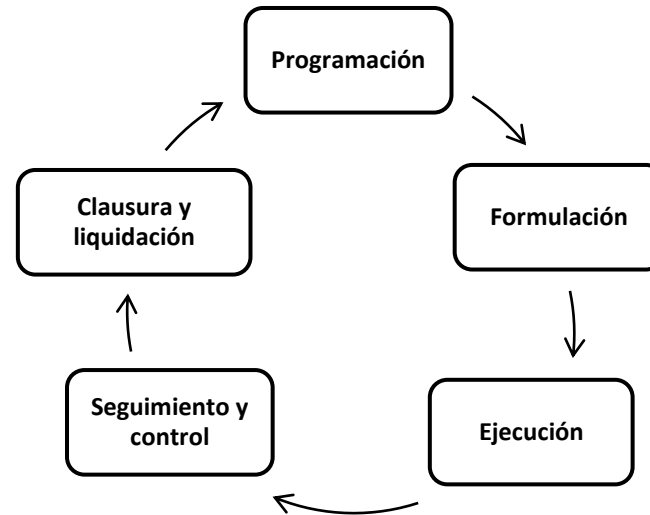 Programación
Formulación
Ejecución
Seguimiento y
control
Clausura y
liquidación